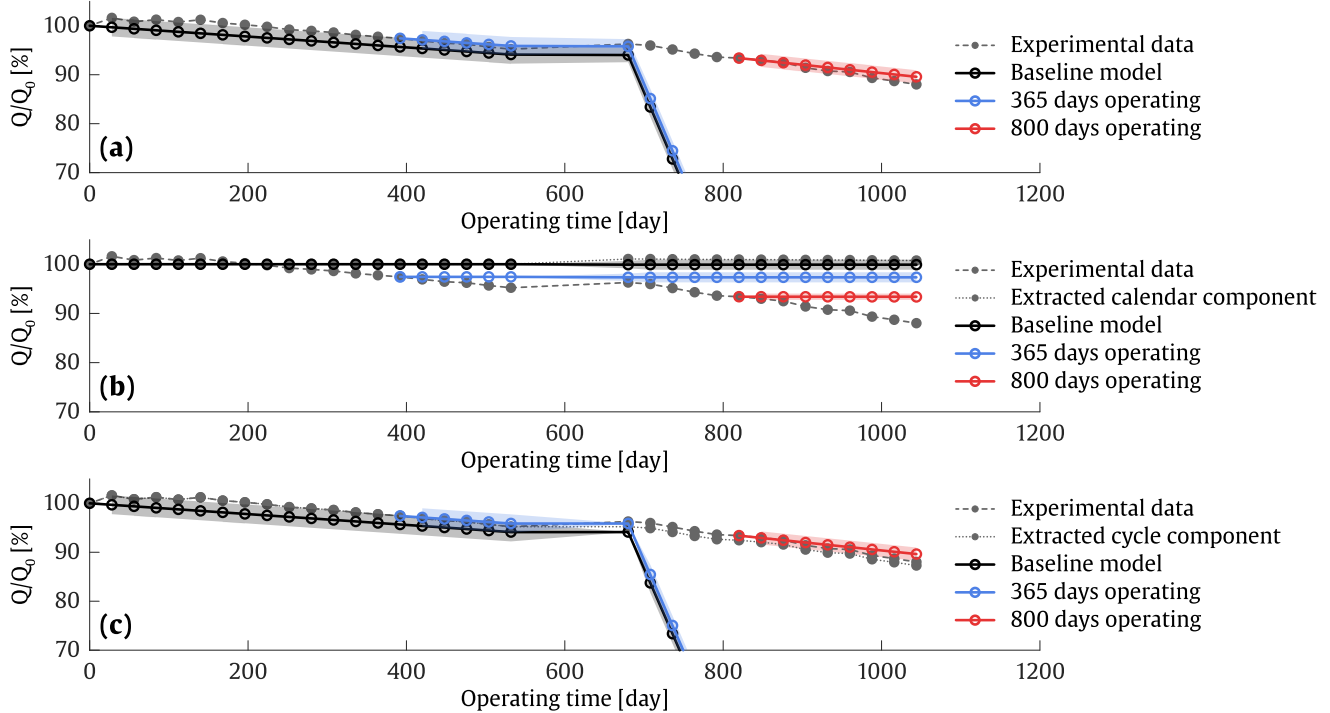 100
90
80
70
Q/Q0 [%]
(a)
0 200 400 600 800 1000 1200
Operating time [day]
Experimental data
Baseline model
365 days operating
800 days operating
100
90
80
70
Q/Q0 [%]
(b)
0 200 400 600 800 1000 1200
Operating time [day]
Experimental data
Extracted calendar component
Baseline model
365 days operating
800 days operating
100
90
80
70
Q/Q0 [%]
(c)
0 200 400 600 800 1000 1200
Operating time [day]
Experimental data
Extracted cycle component
Baseline model
365 days operating
800 days operating